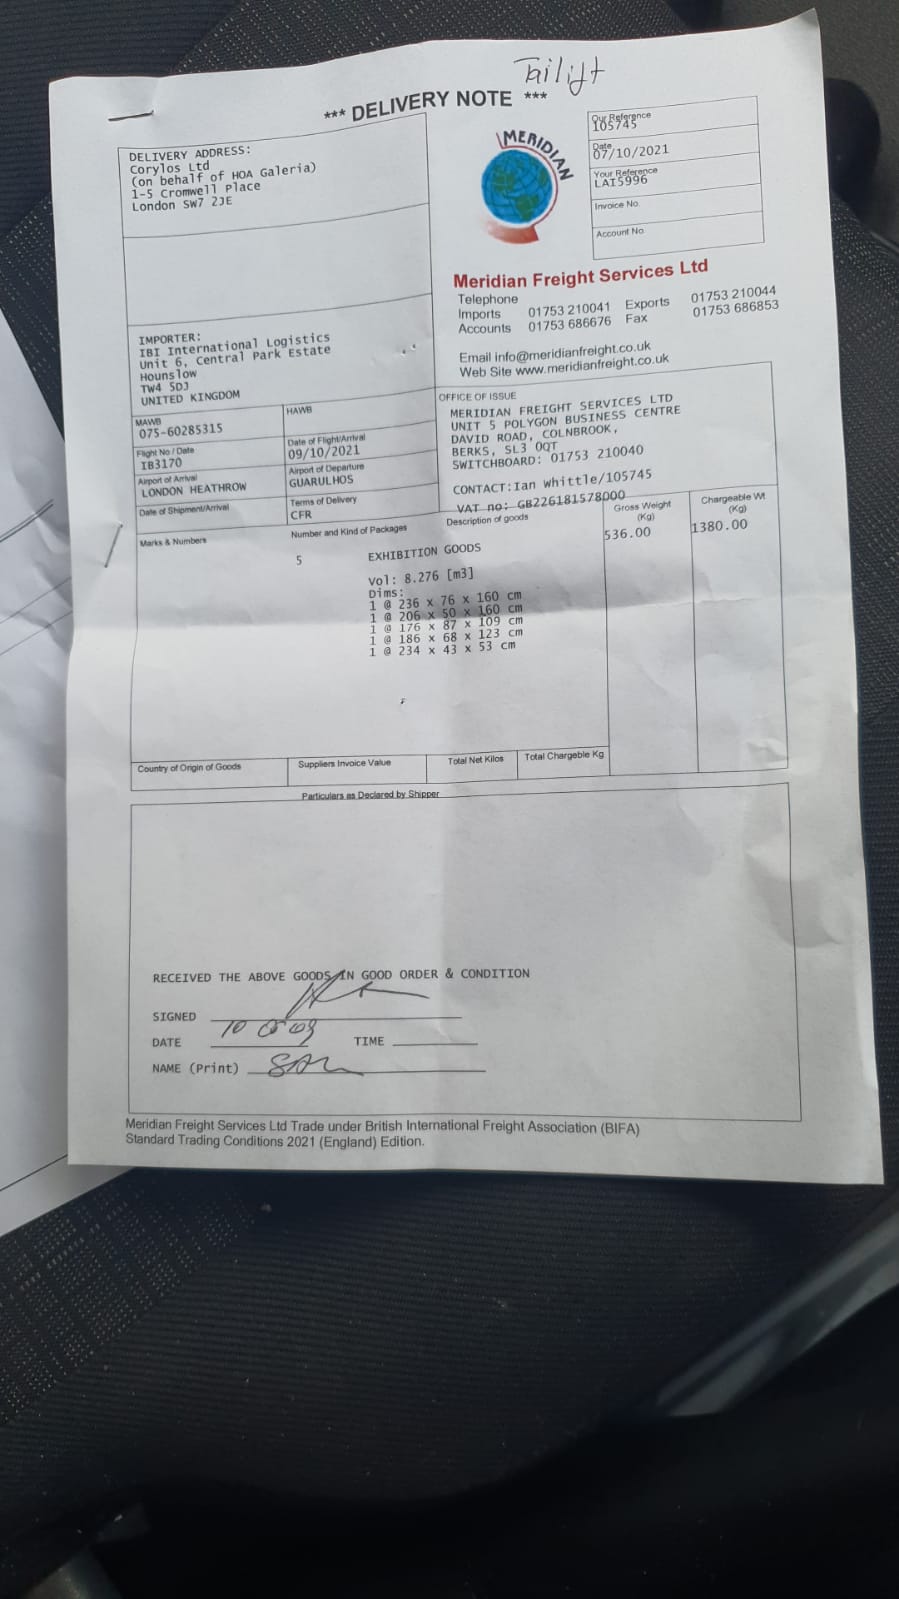 Tailift
*** DELIVERY NOTE ***
DELIVERY ADDRESS:
Corylos Ltd
(on behalf of HOA Galeria)
1-5 Cromwell Place
London SW7 2JE
MERIDIAN
Our Reference
105745
Date
07/10/2021
Your Reference
LAI5996
Invoice No.
Account No
Meridian Freight Services Ltd
Telephone
Imports 01753 210041 Exports 01753 210044
Accounts 01753 686676 Fax 01753 686853
Email info@meridianfreight.co.uk
Web Site www.meridianfreight.co.uk
IMPORTER:
IBI International Logistics
Unit 6, Central Park Estate
Hounslow
TW4 5DJ
UNITED KINGDOM
OFFICE OF ISSUE
MERIDIAN FREIGHT SERVICES LTD
UNIT 5 POLYGON BUSINESS CENTRE
DAVID ROAD, COLNBROOK,
BERKS, SL3 0QT
SWITCHBOARD: 01753 210040
CONTACT:Ian Whittle/105745
VAT no: GB226181578000
MAWB
075-60285315
HAWB
Flight No / Date
IB3170
Date of Flight/Arrival
09/10/2021
Airport of Arrival
LONDON HEATHROW
Airport of Departure
GUARULHOS
Date of Shipment/Arrival
Terms of Delivery
CFR
Marks & Numbers
Number and Kind of Packages
Description of goods
Gross Weight
(Kg)
Chargeable Wt
(Kg)
5 EXHIBITION GOODS 536.00 1380.00
Vol: 8.276 [m3]
Dims:
1 @ 236 x 76 x 160 cm
1 @ 206 x 50 x 160 cm
1 @ 176 x 87 x 109 cm
1 @ 186 x 68 x 123 cm
1 @ 234 x 43 x 53 cm
Country of Origin of Goods
Suppliers Invoice Value
Total Net Kilos
Total Chargeble Kg
Particulars as Declared by Shipper
RECEIVED THE ABOVE GOODS IN GOOD ORDER & CONDITION
SIGNED
DATE 10
TIME
NAME (Print)
Meridian Freight Services Ltd Trade under British International Freight Association (BIFA)
Standard Trading Conditions 2021 (England) Edition.